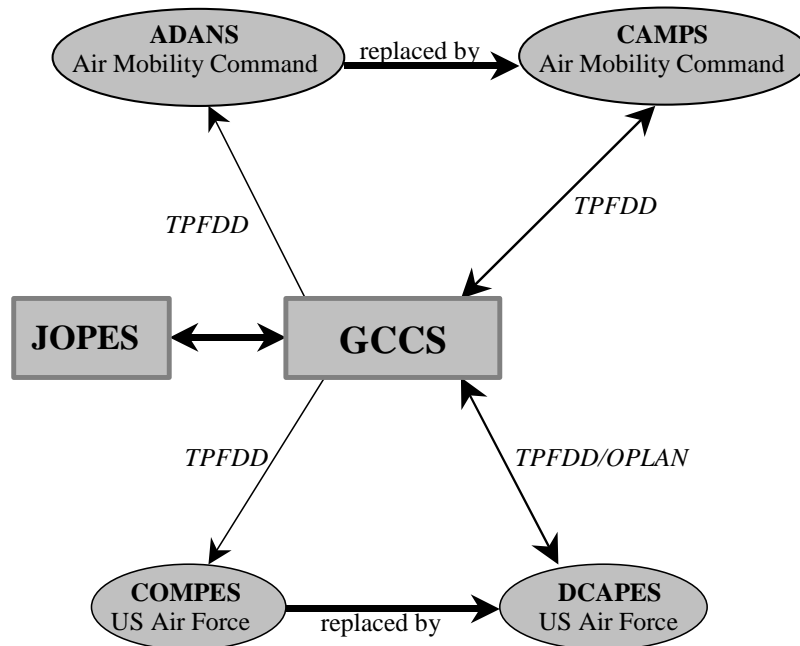 ADANS
Air Mobility Command
replaced by
CAMPS
Air Mobility Command
TPFDD
TPFDD
JOPES
GCCS
TPFDD
TPFDD/OPLAN
COMPES
US Air Force
replaced by
DCAPES
US Air Force